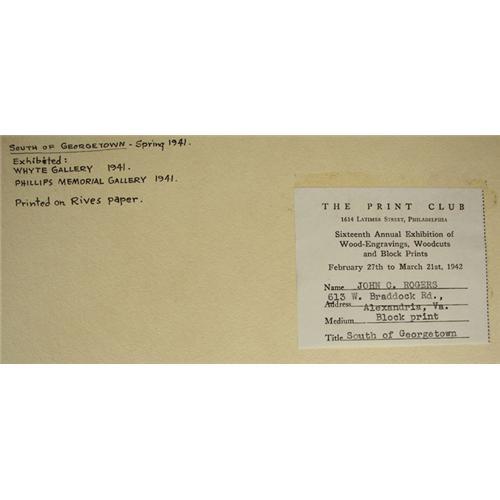 SOUTH OF GEORGETOWN - Spring 1941.
Exhibited:
WHYTE GALLERY 1941.
PHILLIPS MEMORIAL GALLERY 1941.
Printed on Rives paper.
THE PRINT CLUB
1614 LATIMER STREET, PHILADELPHIA
Sixteenth Annual Exhibition of
Wood-Engravings, Woodcuts
and Block Prints
February 27th to March 21st, 1942
Name JOHN C. ROGERS
613 W. Braddock Rd.,
Address Alexandria, Va.
Medium Block print
Title South of Georgetown